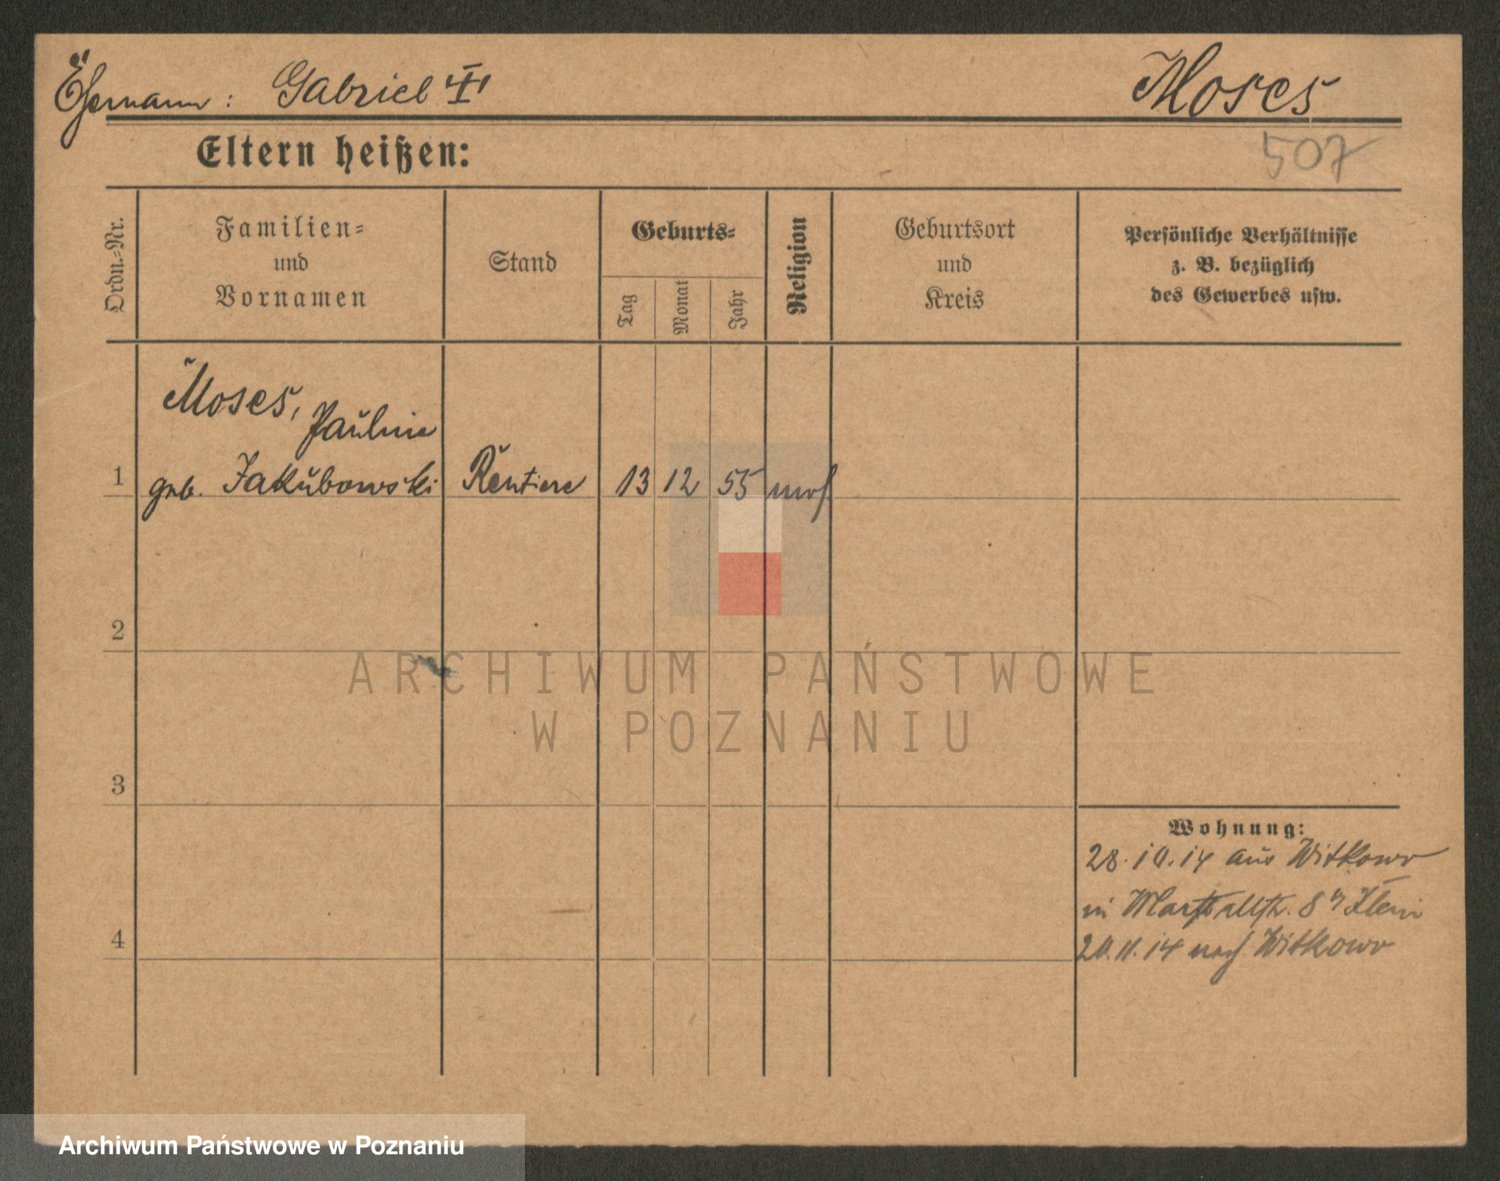 Ehemann: Gabriel Moses
507
Eltern heißen:
Ordn.-Nr.
Familien- und Vornamen
Stand
Geburts-
Tag
Monat
Jahr
Religion
Geburtsort und Kreis
Persönliche Verhältnisse
z. B. bezüglich
des Gewerbes usw.
Moses, Pauline
1 geb. Jakubowski Rentiere 13 12 55 mos
2
ARCHIWUM PAŃSTWOWE
W POZNANIU
3
Wohnung:
28.10.14 aus Witkowo
in 8
4
20.11.14 nach Witkowo
Archiwum Państwowe w Poznaniu